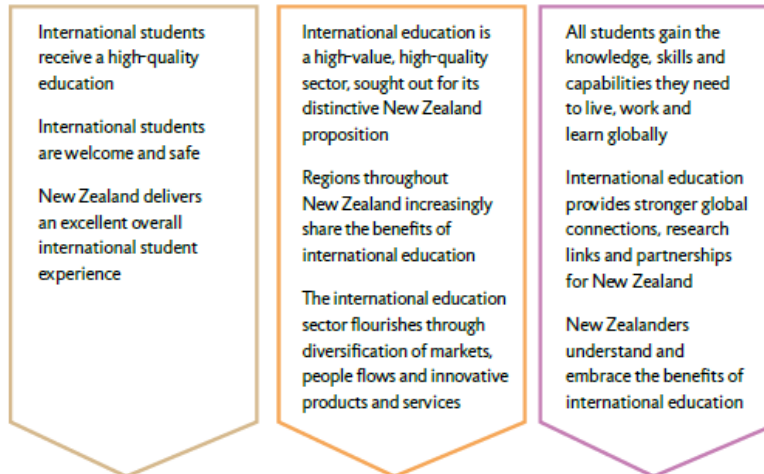 International students
receive a high-quality
education
International students
are welcome and safe
New Zealand delivers
an excellent overall
international student
experience
International education is
a high-value, high-quality
sector, sought out for its
distinctive New Zealand
proposition
Regions throughout
New Zealand increasingly
share the benefits of
international education
The international education
sector flourishes through
diversification of markets,
people flows and innovative
products and services
All students gain the
knowledge, skills and
capabilities they need
to live, work and
learn globally
International education
provides stronger global
connections, research
links and partnerships
for New Zealand
New Zealanders
understand and
embrace the benefits of
international education